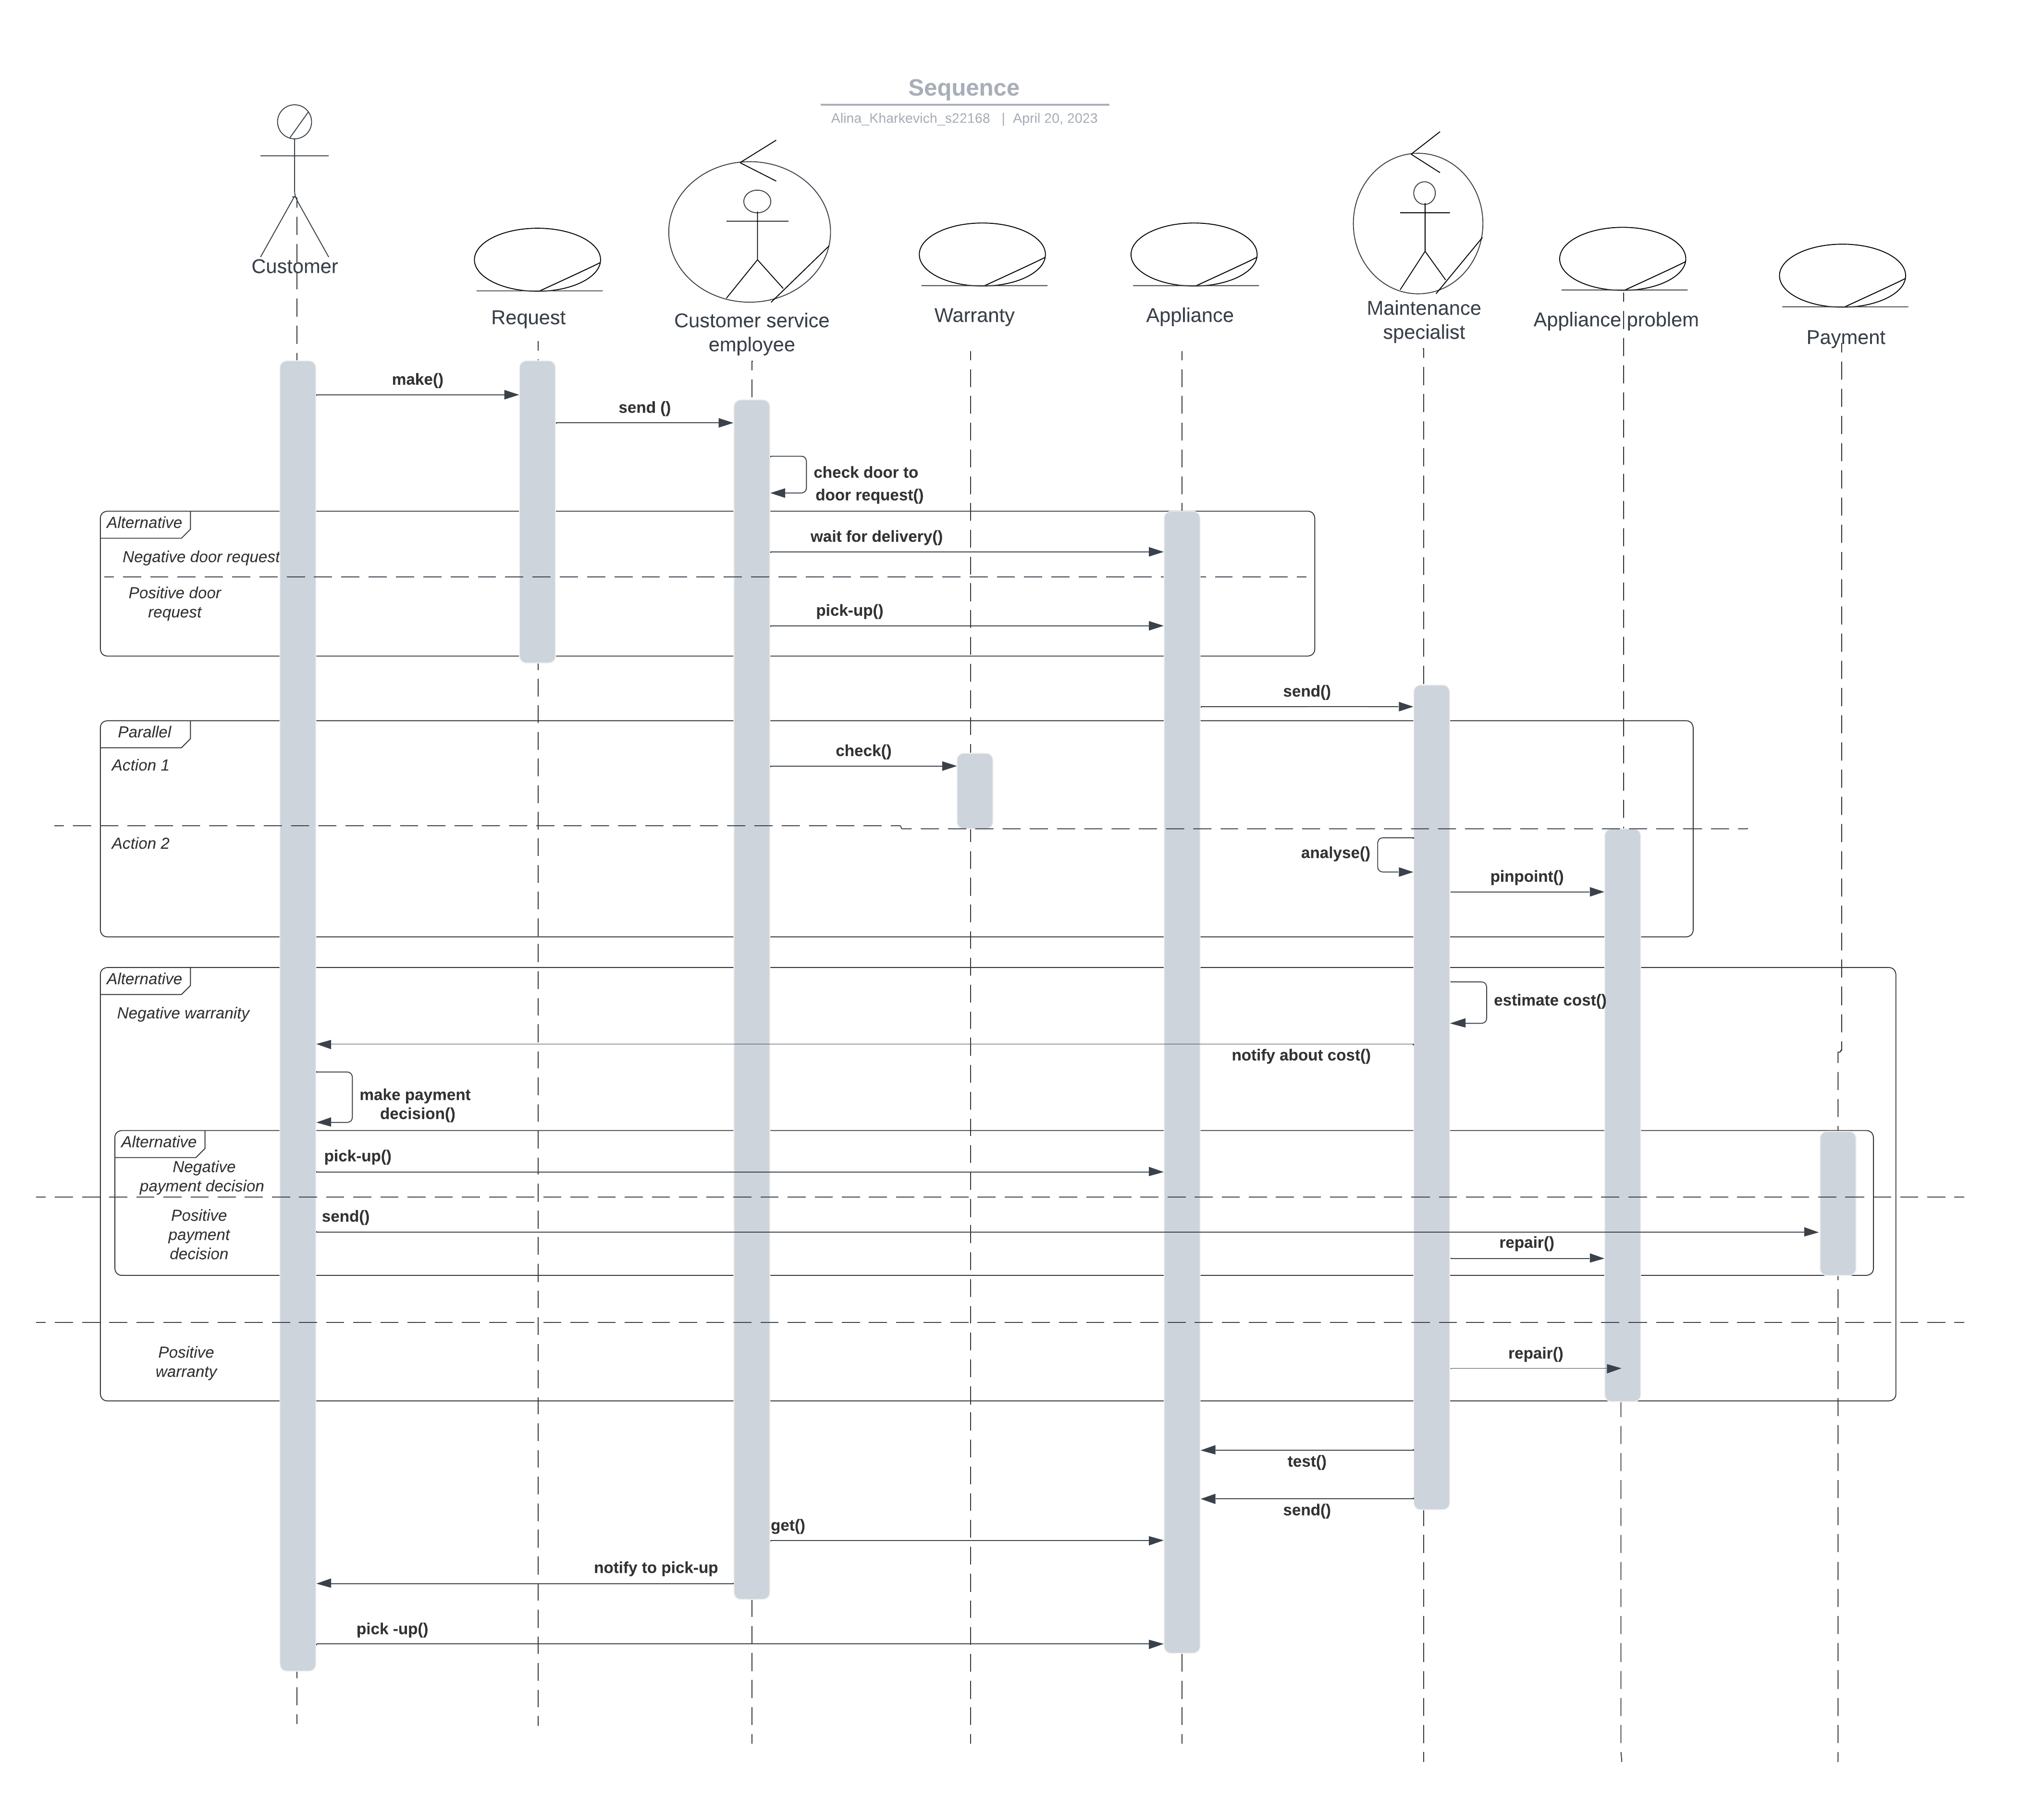 Sequence
Alina_Kharkevich_s22168 | April 20, 2023
Customer
Request
Customer service
employee
Warranty
Appliance
Maintenance
specialist
Appliance problem
Payment
make()
send ()
check door to
door request()
Alternative
wait for delivery()
Negative door request
Positive door
request
pick-up()
send()
Parallel
check()
Action 1
Action 2
analyse()
pinpoint()
Alternative
Negative warranity
estimate cost()
notify about cost()
make payment
decision()
Alternative
pick-up()
Negative
payment decision
Positive
payment
decision
send()
repair()
Positive
warranty
repair()
test()
send()
get()
notify to pick-up
pick -up()